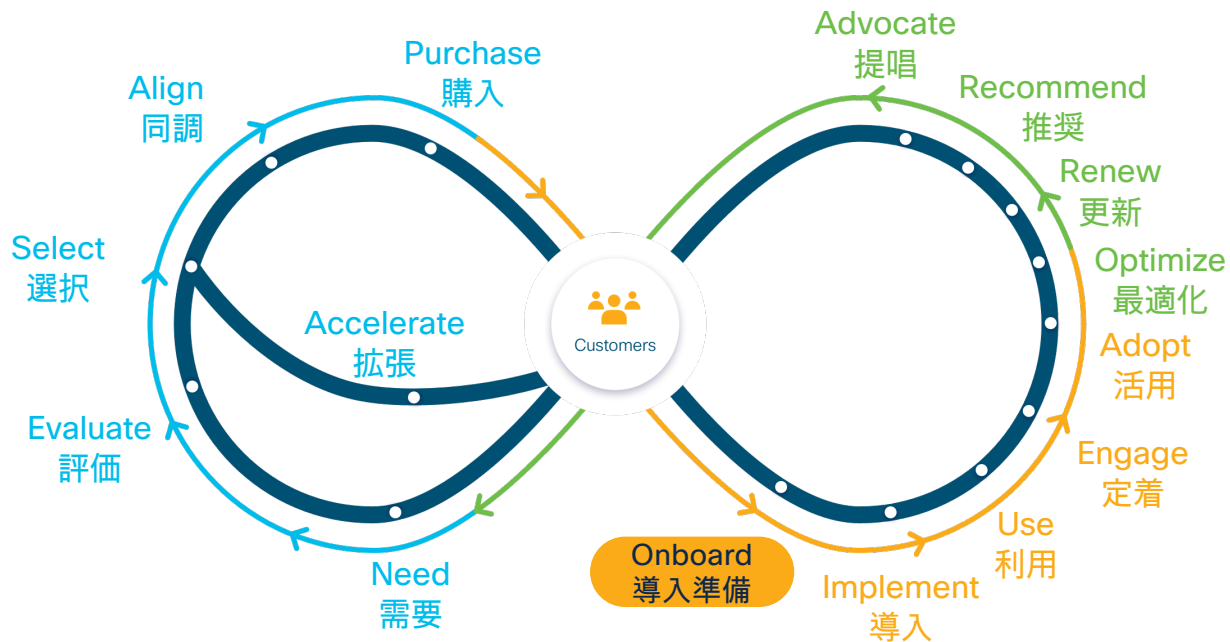 Advocate
提唱
Purchase
購入
Recommend
推奨
Align
同調
Renew
更新
Select
選択
Optimize
最適化
Accelerate
拡張
Customers
Adopt
活用
Evaluate
評価
Engage
定着
Use
利用
Onboard
導入準備
Need
需要
Implement
導入